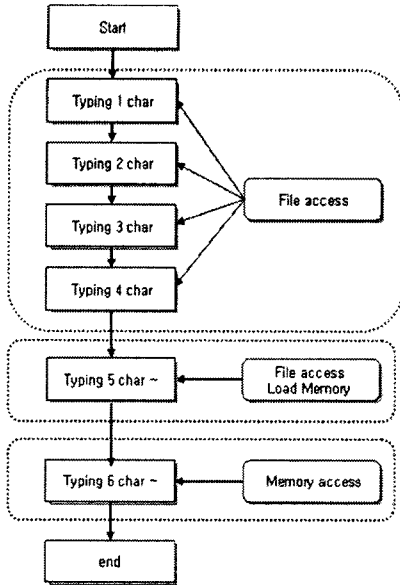 Start
Typing 1 char
Typing 2 char
Typing 3 char
File access
Typing 4 char
Typing 5 char ~
File access
Load Memory
Typing 6 char ~
Memory access
end